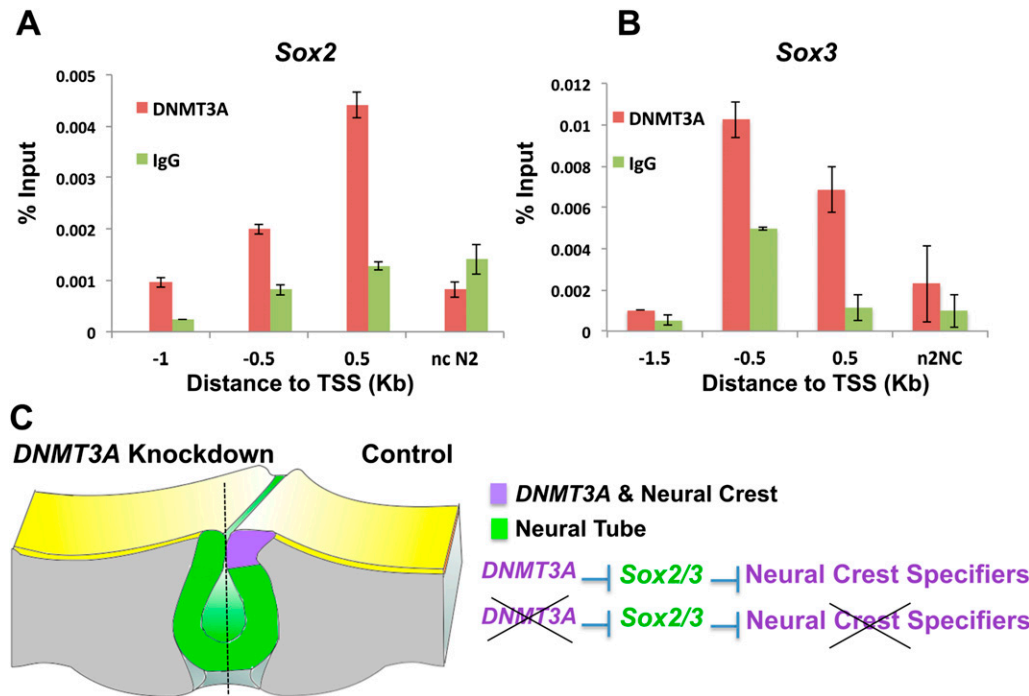 A
Sox2
0.005
0.004
0.003
0.002
0.001
0
% Input
DNMT3A
IgG
-1
-0.5
0.5
nc N2
Distance to TSS (Kb)
B
Sox3
0.012
0.01
0.008
0.006
0.004
0.002
0
% Input
DNMT3A
IgG
-1.5
-0.5
0.5
n2NC
Distance to TSS (Kb)
C
DNMT3A Knockdown
Control
DNMT3A & Neural Crest
Neural Tube
DNMT3A Sox2/3 Neural Crest Specifiers
DNMT3A Sox2/3 Neural Crest Specifiers